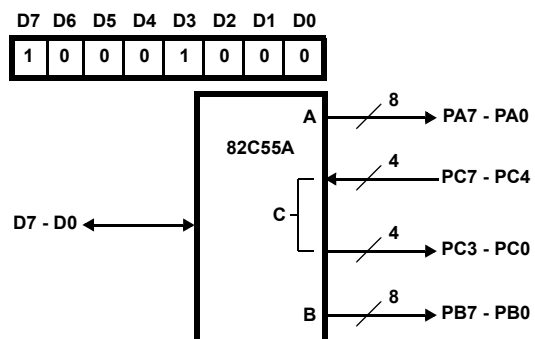 D7 D6 D5 D4 D3 D2 D1 D0
1 0 0 0 1 0 0 0
A
8
PA7 - PA0
82C55A
4
PC7 - PC4
C
D7 - D0
4
PC3 - PC0
8
B
PB7 - PB0